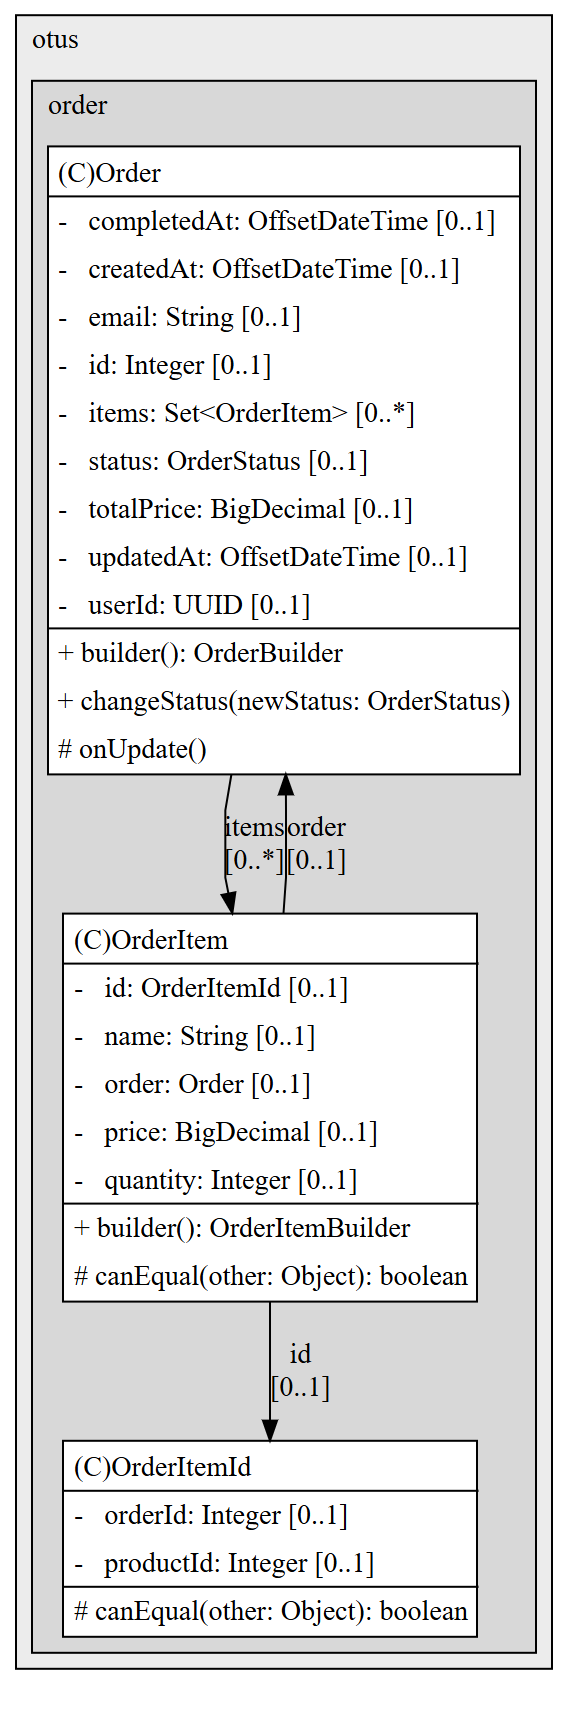 otus
order
(C)Order
- completedAt: OffsetDateTime [0..1]
- createdAt: OffsetDateTime [0..1]
- email: String [0..1]
- id: Integer [0..1]
- items: Set<OrderItem> [0..*]
- status: OrderStatus [0..1]
- totalPrice: BigDecimal [0..1]
- updatedAt: OffsetDateTime [0..1]
- userId: UUID [0..1]
+ builder(): OrderBuilder
+ changeStatus(newStatus: OrderStatus)
# onUpdate()
items
[0..*]
order
[0..1]
(C)OrderItem
- id: OrderItemId [0..1]
- name: String [0..1]
- order: Order [0..1]
- price: BigDecimal [0..1]
- quantity: Integer [0..1]
+ builder(): OrderItemBuilder
# canEqual(other: Object): boolean
id
[0..1]
(C)OrderItemId
- orderId: Integer [0..1]
- productId: Integer [0..1]
# canEqual(other: Object): boolean